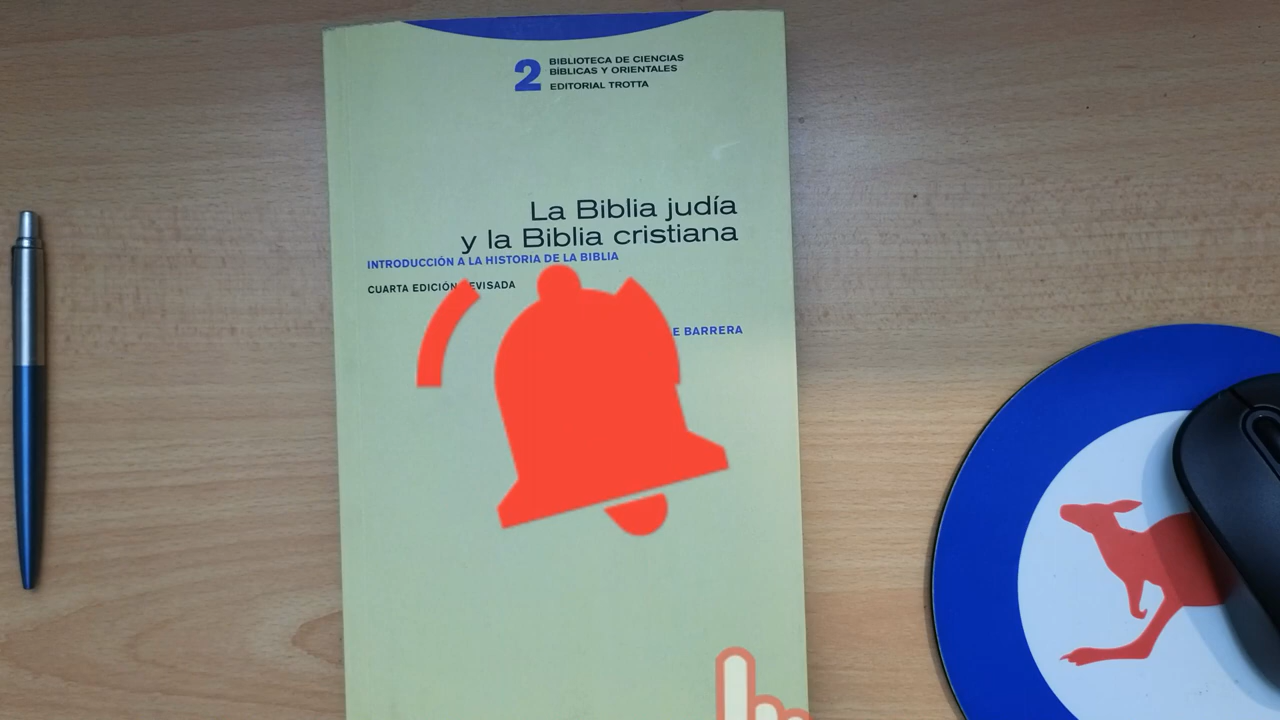 2
BIBLIOTECA DE CIENCIAS
BÍBLICAS Y ORIENTALES
EDITORIAL TROTTA
La Biblia judía
y la Biblia cristiana
INTRODUCCIÓN A LA HISTORIA DE LA BIBLIA
CUARTA EDICIÓN EVISADA
E BARRERA